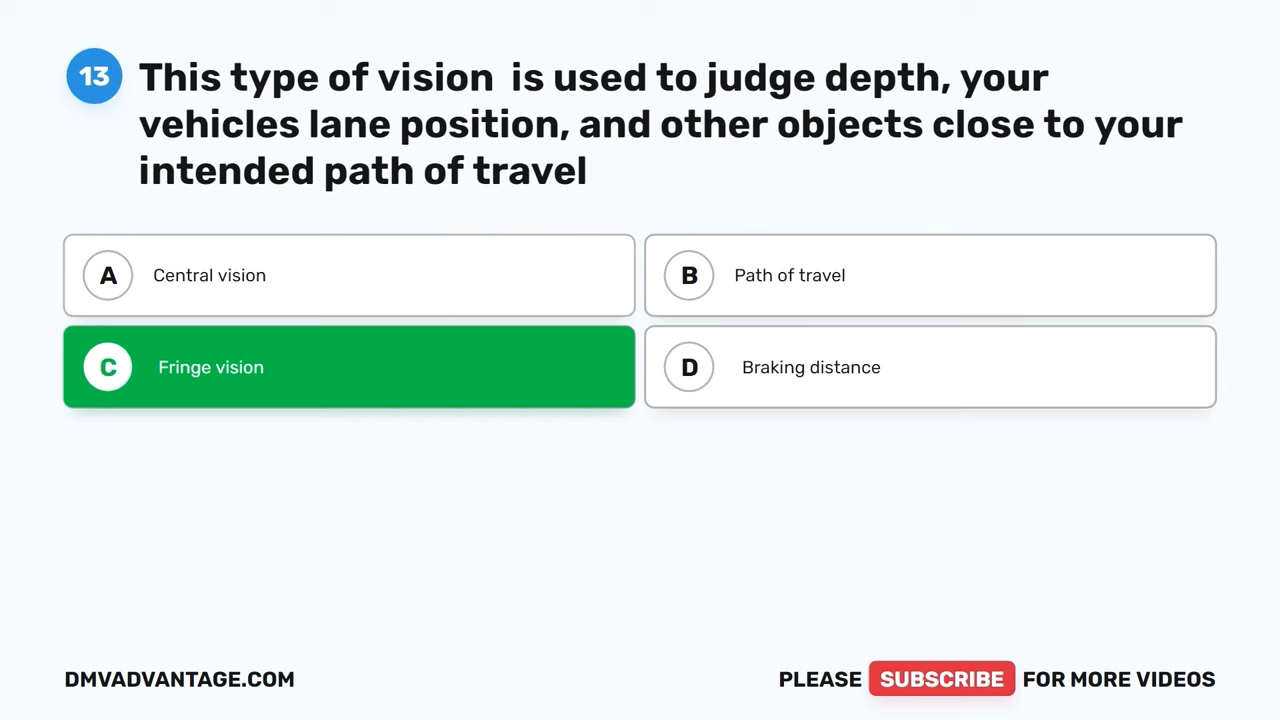 13
This type of vision  is used to judge depth, your
vehicles lane position, and other objects close to your
intended path of travel
A Central vision
B Path of travel
C Fringe vision
D Braking distance
DMVADVANTAGE.COM
PLEASE SUBSCRIBE FOR MORE VIDEOS